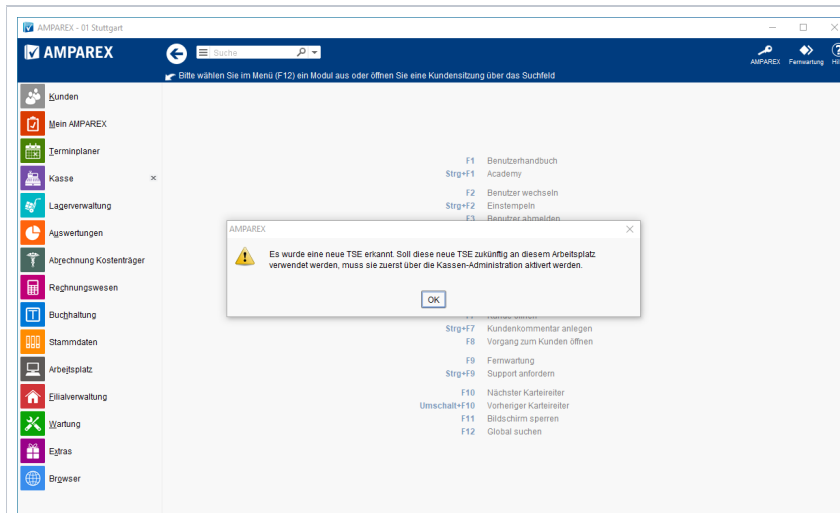 AMPAREX - 01 Stuttgart
AMPAREX
Suche
AMPAREX
Fernwartung
Bitte wählen Sie im Menü (F12) ein Modul aus oder öffnen Sie eine Kundensitzung über das Suchfeld
Kunden
Mein AMPAREX
Terminplaner
Kasse
Lagerverwaltung
Auswertungen
Abrechnung Kostenträger
Rechnungswesen
Buchhaltung
Stammdaten
Arbeitsplatz
Filialverwaltung
Wartung
Extras
Browser
F1 Benutzerhandbuch
Strg+F1 Academy
F2 Benutzer wechseln
Strg+F2 Einstempeln
F3 Benutzer abmelden
AMPAREX
Es wurde eine neue TSE erkannt. Soll diese neue TSE zukünftig an diesem Arbeitsplatz
verwendet werden, muss sie zuerst über die Kassen-Administration aktivert werden.
OK
Strg+F7 Kundenkommentar anlegen
F8 Vorgang zum Kunden öffnen
F9 Fernwartung
Strg+F9 Support anfordern
F10 Nächster Karteireiter
Umschalt+F10 Vorheriger Karteireiter
F11 Bildschirm sperren
F12 Global suchen